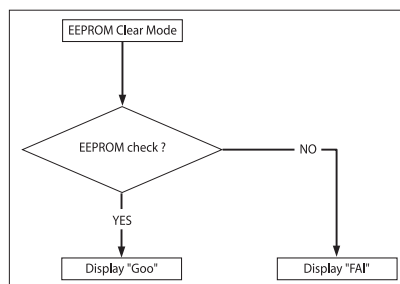 EEPROM Clear Mode
EEPROM check ?
NO
YES
Display "Goo"
Display "FAI"